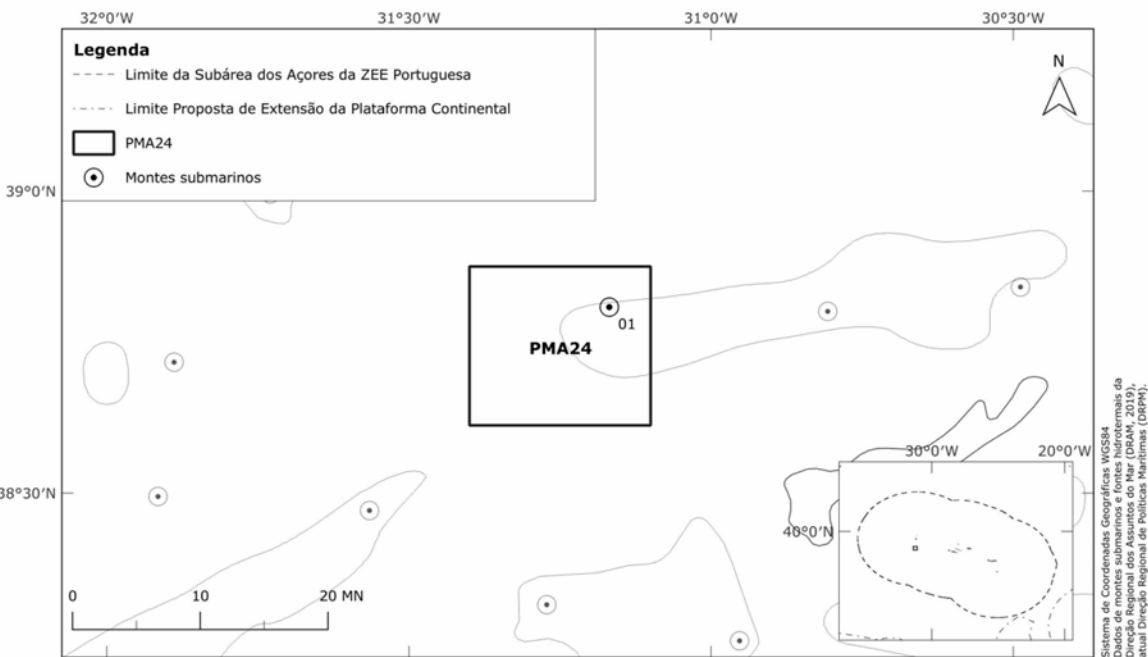 32°0'W 31°30'W 31°0'W 30°30'W
Legenda
Limite da Subárea dos Açores da ZEE Portuguesa
Limite Proposta de Extensão da Plataforma Continental
PMA24
Montes submarinos
N
39°0'N
01
PMA24
38°30'N
30°0'W 20°0'W
40°0'N
0 10 20 MN
Sistema de Coordenadas Geográficas WGS84
Dados de montes submarinos e fontes hidrotermais da
Direção Regional dos Assuntos do Mar (DRAM, 2019),
atual Direção Regional de Políticas Marítimas (DRPM).